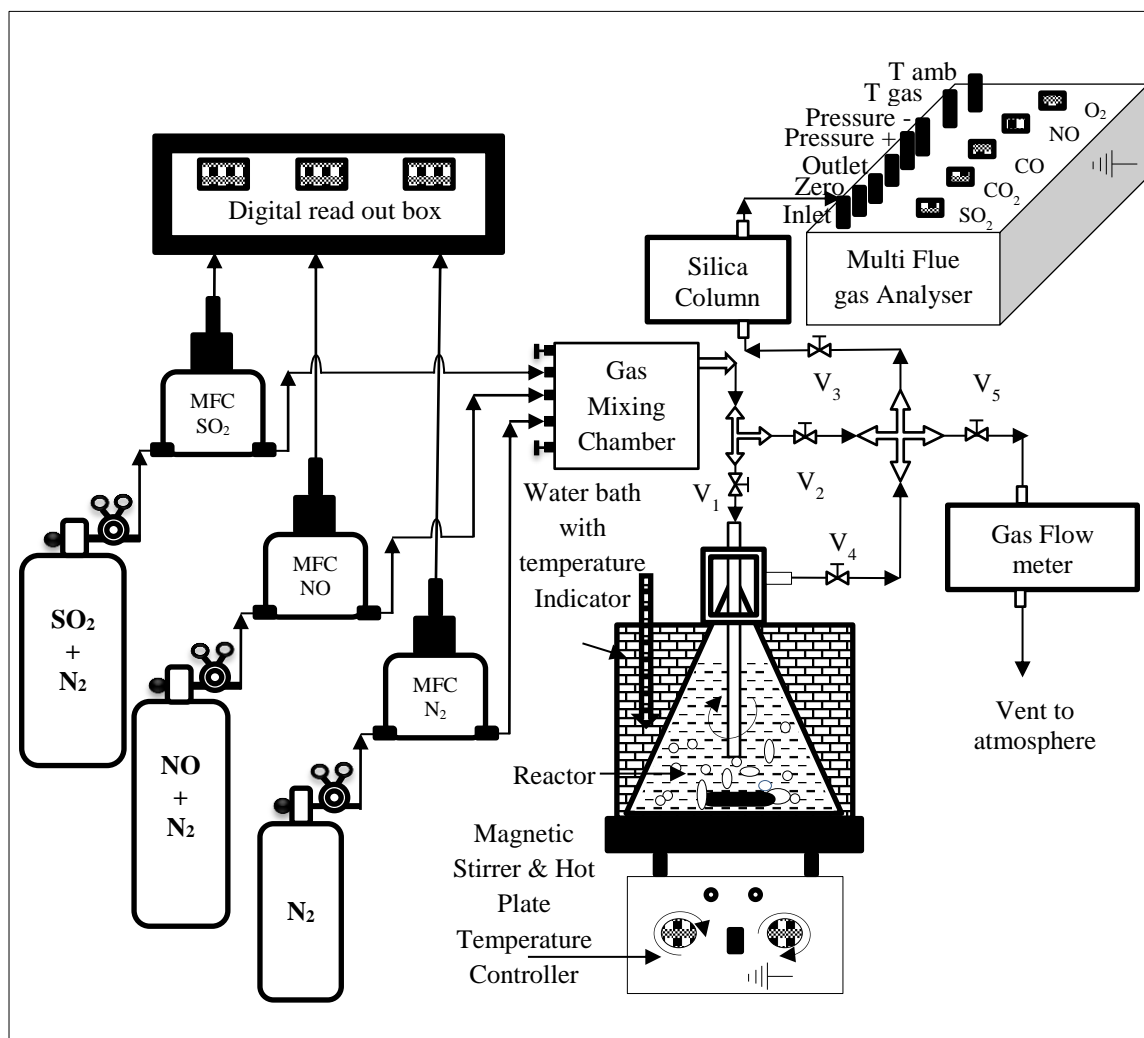 T amb
T gas
Pressure -
Pressure +
Outlet
Zero
Inlet
O₂
NO
CO
CO₂
SO₂
Multi Flue
gas Analyser
Digital read out box
Silica
Column
MFC
SO₂
Gas
Mixing
Chamber
V₃
V₅
V₁
V₂
V₄
Water bath
with
temperature
Indicator
Gas Flow
meter
MFC
NO
MFC
N₂
SO₂
+
N₂
NO
+
N₂
N₂
Vent to
atmosphere
Reactor
Magnetic
Stirrer & Hot
Plate
Temperature
Controller